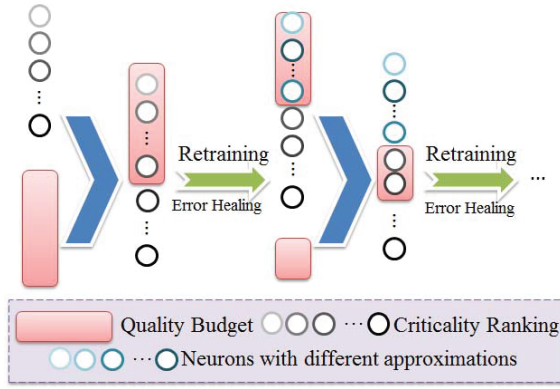 Retraining
Error Healing
Retraining
Error Healing
...
Quality Budget ··· Criticality Ranking
··· Neurons with different approximations